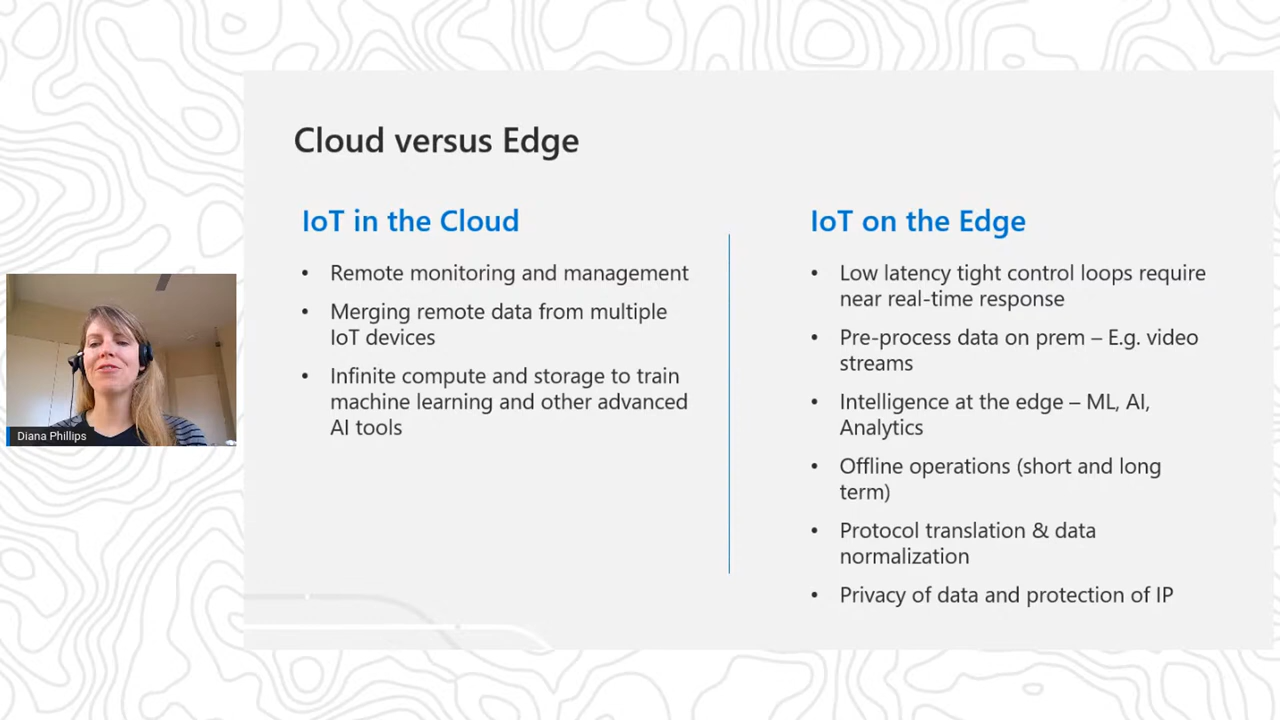 Cloud versus Edge
IoT in the Cloud
• Remote monitoring and management
• Merging remote data from multiple
IoT devices
• Infinite compute and storage to train
machine learning and other advanced
AI tools
IoT on the Edge
• Low latency tight control loops require
near real-time response
• Pre-process data on prem – E.g. video
streams
• Intelligence at the edge – ML, AI,
Analytics
• Offline operations (short and long
term)
• Protocol translation & data
normalization
• Privacy of data and protection of IP
Diana Phillips